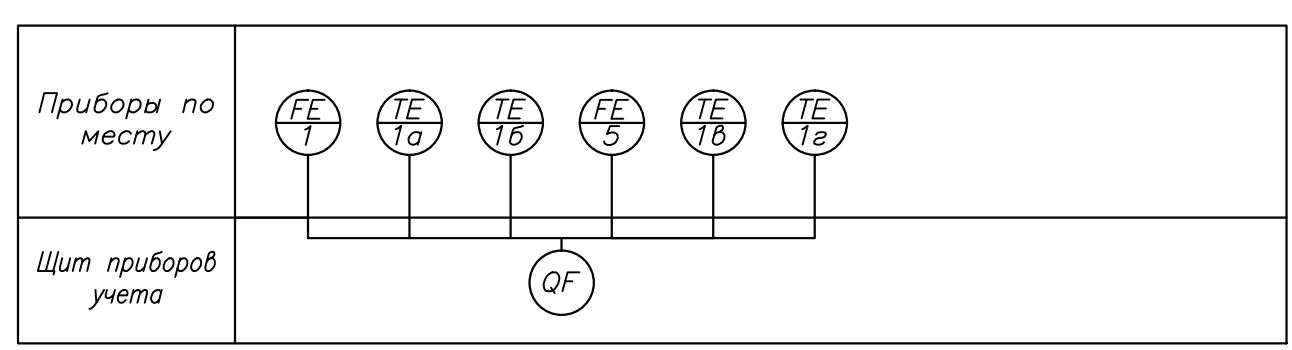 Приборы по
месту
FE
1
TE
1а
TE
1б
FE
5
TE
1в
TE
1г
Щит приборов
учета
QF